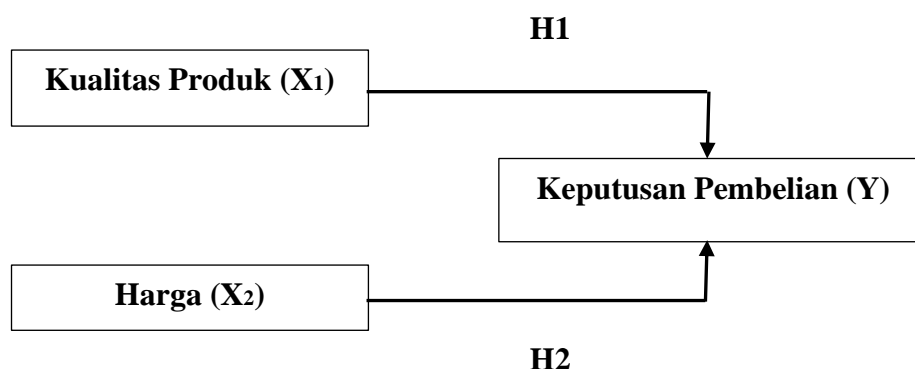 H1
Kualitas Produk (X1)
Keputusan Pembelian (Y)
Harga (X2)
H2